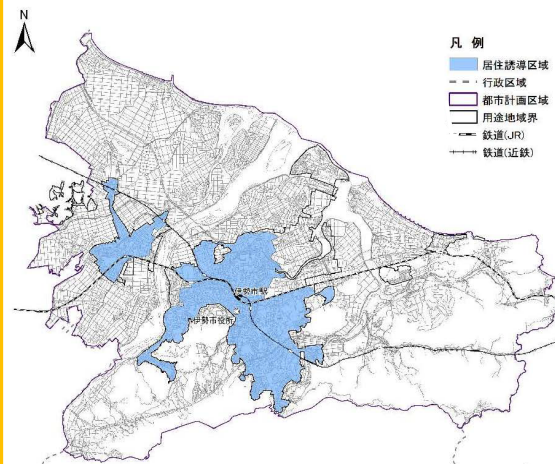 N
凡 例
居住誘導区域
行政区域
都市計画区域
用途地域界
鉄道(JR)
鉄道(近鉄)
伊勢市駅
伊勢市役所